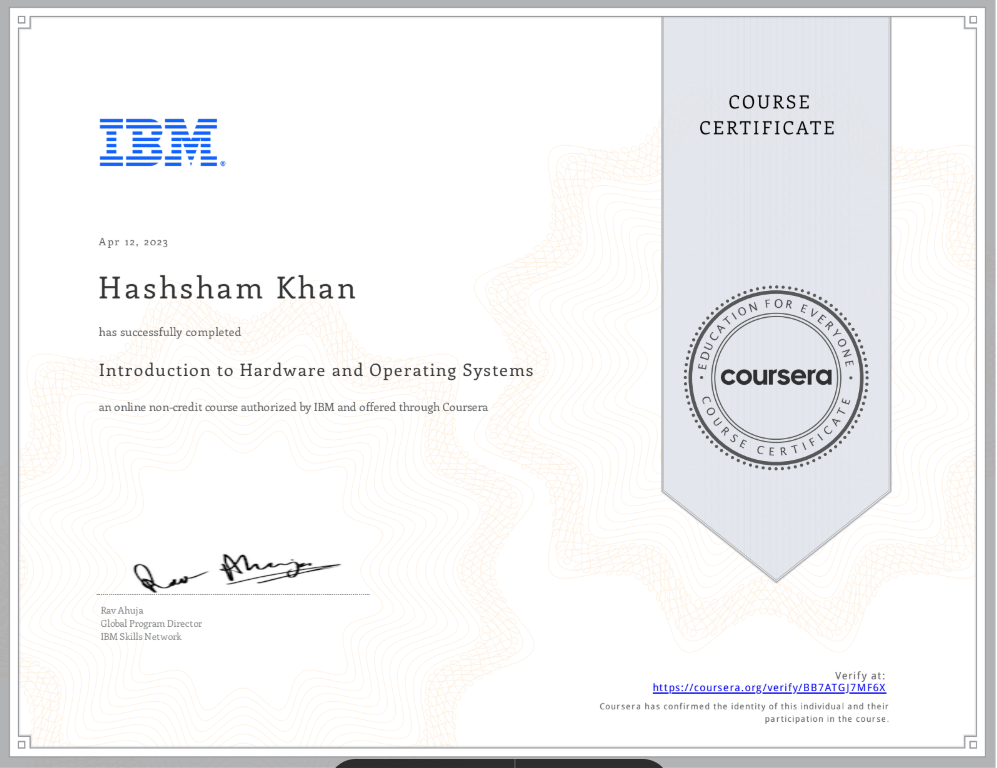 COURSE
CERTIFICATE
IBM®
Apr 12, 2023
Hashsham Khan
has successfully completed
Introduction to Hardware and Operating Systems
an online non-credit course authorized by IBM and offered through Coursera
EDUCATION FOR EVERYONE
coursera
COURSE CERTIFICATE
Rav Ahuja
Rav Ahuja
Global Program Director
IBM Skills Network
Verify at:
https://coursera.org/verify/BB7ATGJ7MF6X
Coursera has confirmed the identity of this individual and their
participation in the course.